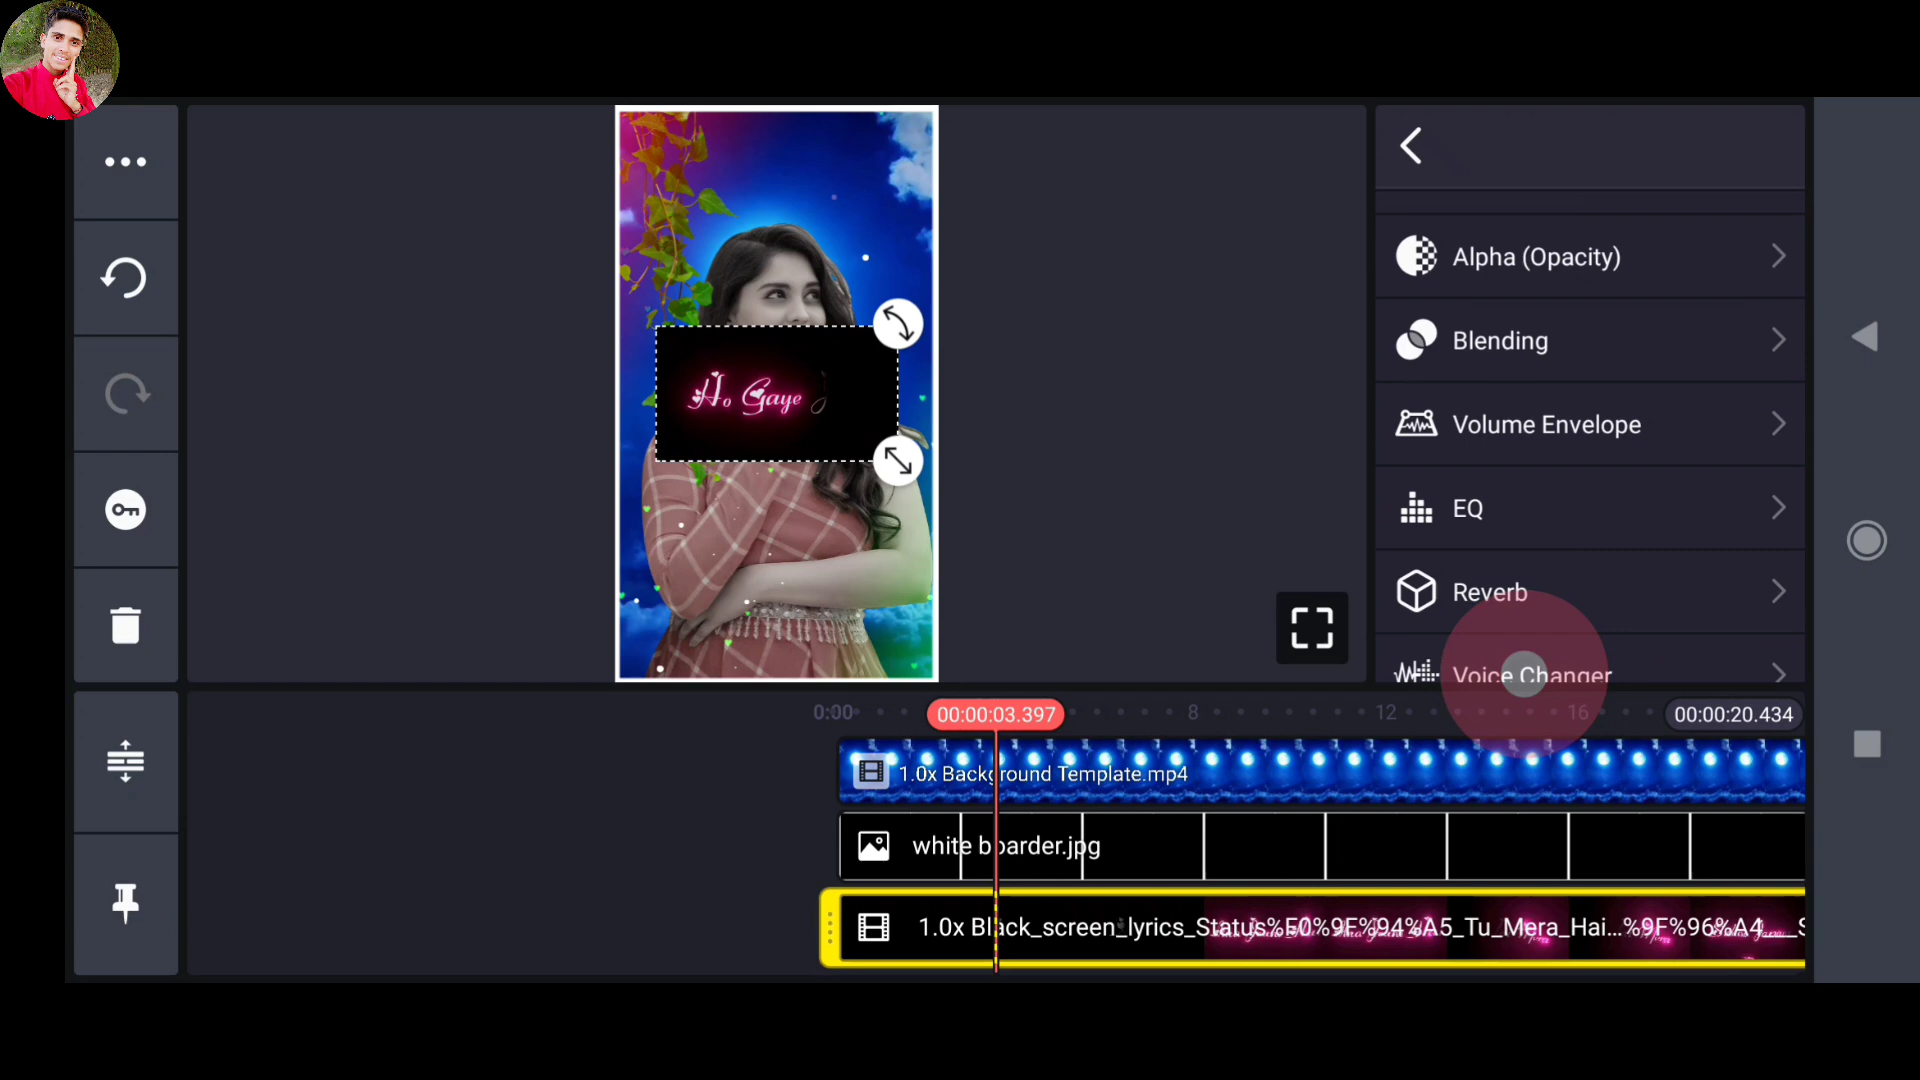 Alpha (Opacity)
Blending
Volume Envelope
EQ
Reverb
Voice Changer
Ho Gaye
0:00
00:00:03.397
8
12
16
00:00:20.434
1.0x Background Template.mp4
white boarder.jpg
1.0x Black_screen_lyrics_Status%E0%9F%94%A5_Tu_Mera_Hai...%9F%96%A4__S